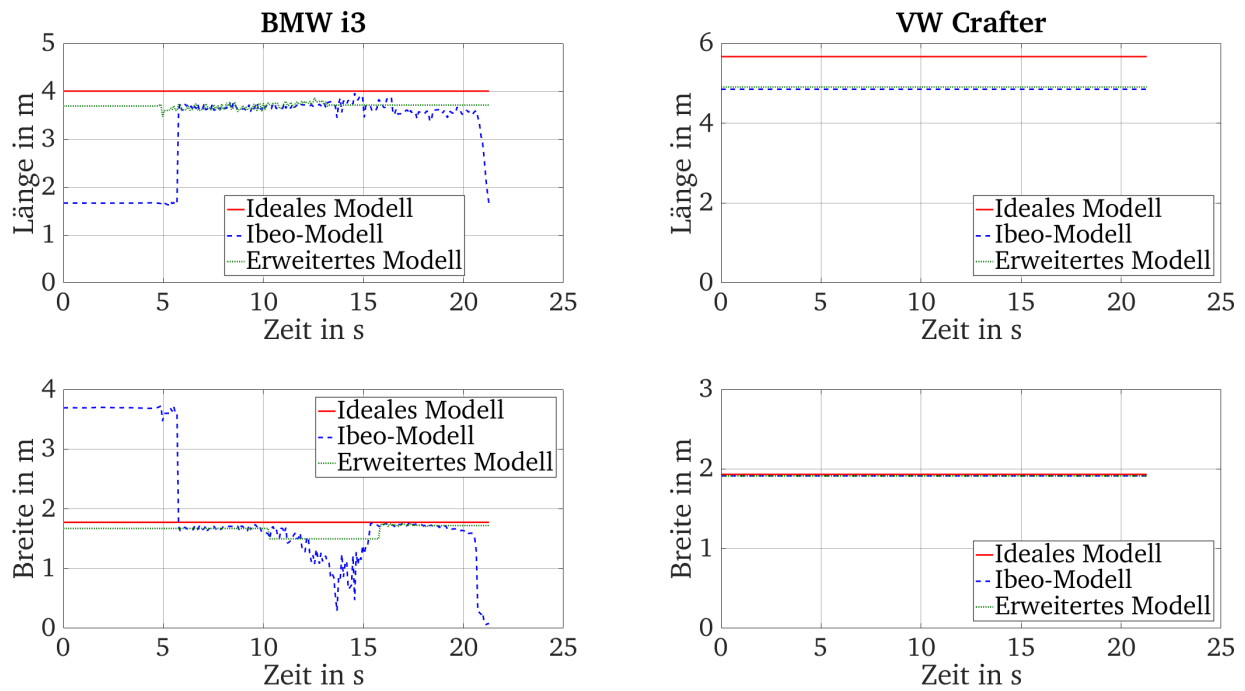 BMW i3
5
4
3
2
1
0
Länge in m
Ideales Modell
Ibeo-Modell
Erweitertes Modell
0 5 10 15 20 25
Zeit in s
VW Crafter
6
4
2
0
Länge in m
Ideales Modell
Ibeo-Modell
Erweitertes Modell
0 5 10 15 20 25
Zeit in s
4
3
2
1
0
Breite in m
Ideales Modell
Ibeo-Modell
Erweitertes Modell
0 5 10 15 20 25
Zeit in s
3
2
1
0
Breite in m
Ideales Modell
Ibeo-Modell
Erweitertes Modell
0 5 10 15 20 25
Zeit in s